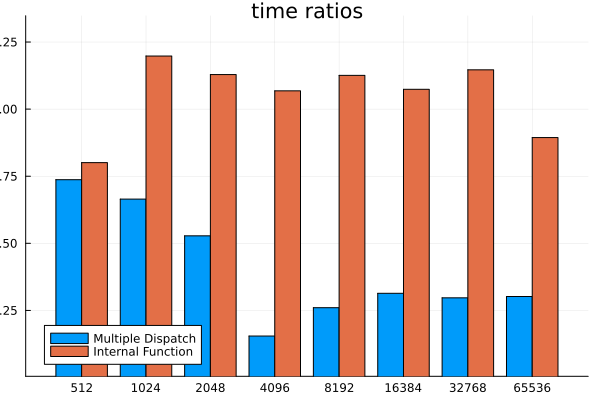 time ratios
.25
.00
.75
.50
.25
Multiple Dispatch
Internal Function
512 1024 2048 4096 8192 16384 32768 65536